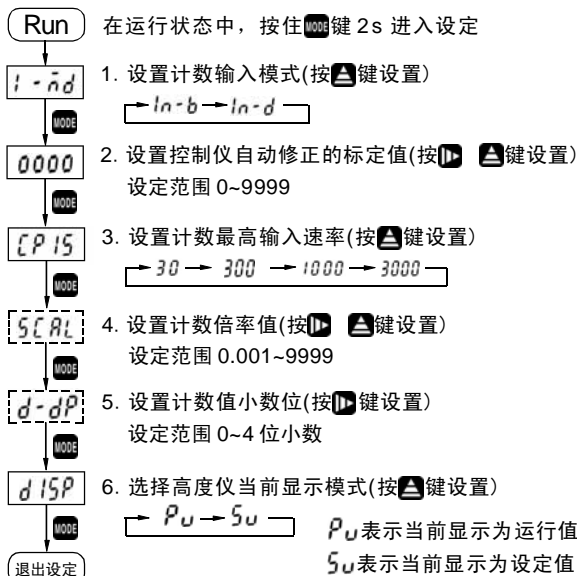 Run 在运行状态中，按住MODE键 2s 进入设定
1-ñd 1. 设置计数输入模式(按键设置)
In-b In-d
MODE
0000 2. 设置控制仪自动修正的标定值(按 键设置)
设定范围 0~9999
MODE
CP1S 3. 设置计数最高输入速率(按键设置)
30 300 1000 3000
MODE
SCAL 4. 设置计数倍率值(按 键设置)
设定范围 0.001~9999
MODE
d-dP 5. 设置计数值小数位(按键设置)
设定范围 0~4 位小数
MODE
dISP 6. 选择高度仪当前显示模式(按键设置)
Pu Su Pu表示当前显示为运行值
MODE
Su表示当前显示为设定值
退出设定